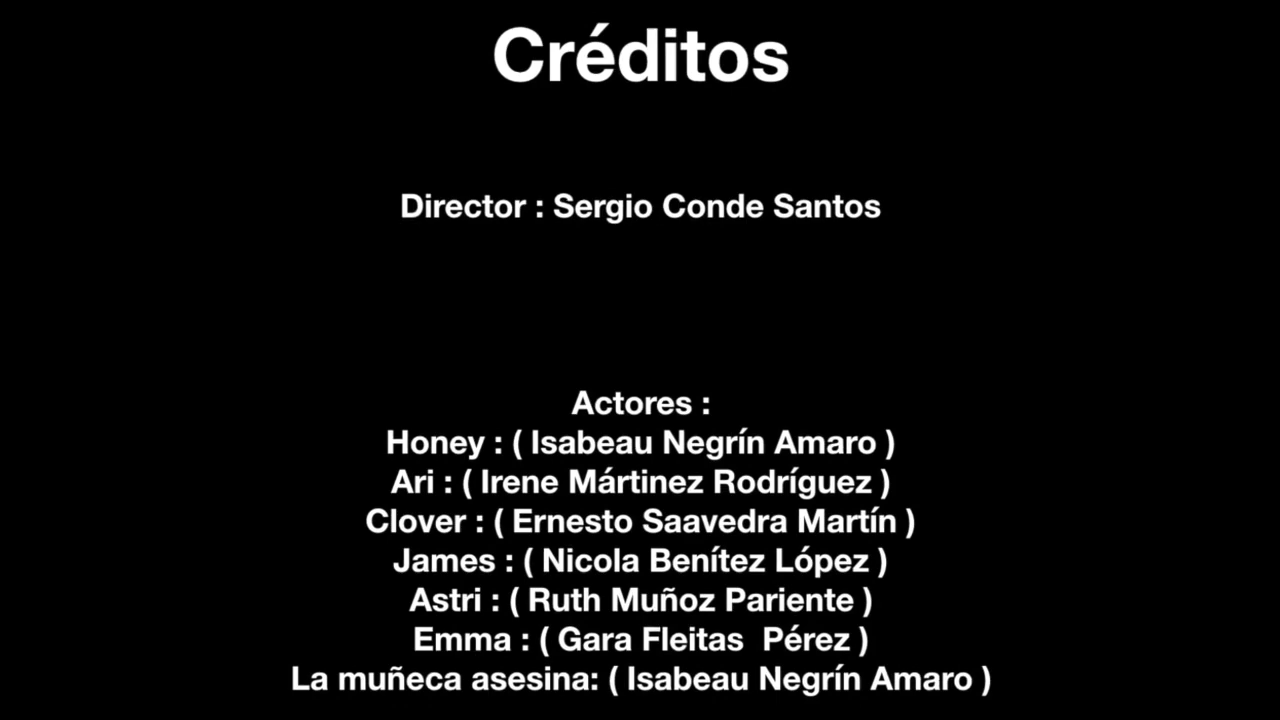 Créditos
Director : Sergio Conde Santos
Actores :
Honey : ( Isabeau Negrín Amaro )
Ari : ( Irene Mártinez Rodríguez )
Clover : ( Ernesto Saavedra Martín )
James : ( Nicola Benítez López )
Astri : ( Ruth Muñoz Pariente )
Emma : ( Gara Fleitas  Pérez )
La muñeca asesina: ( Isabeau Negrín Amaro )